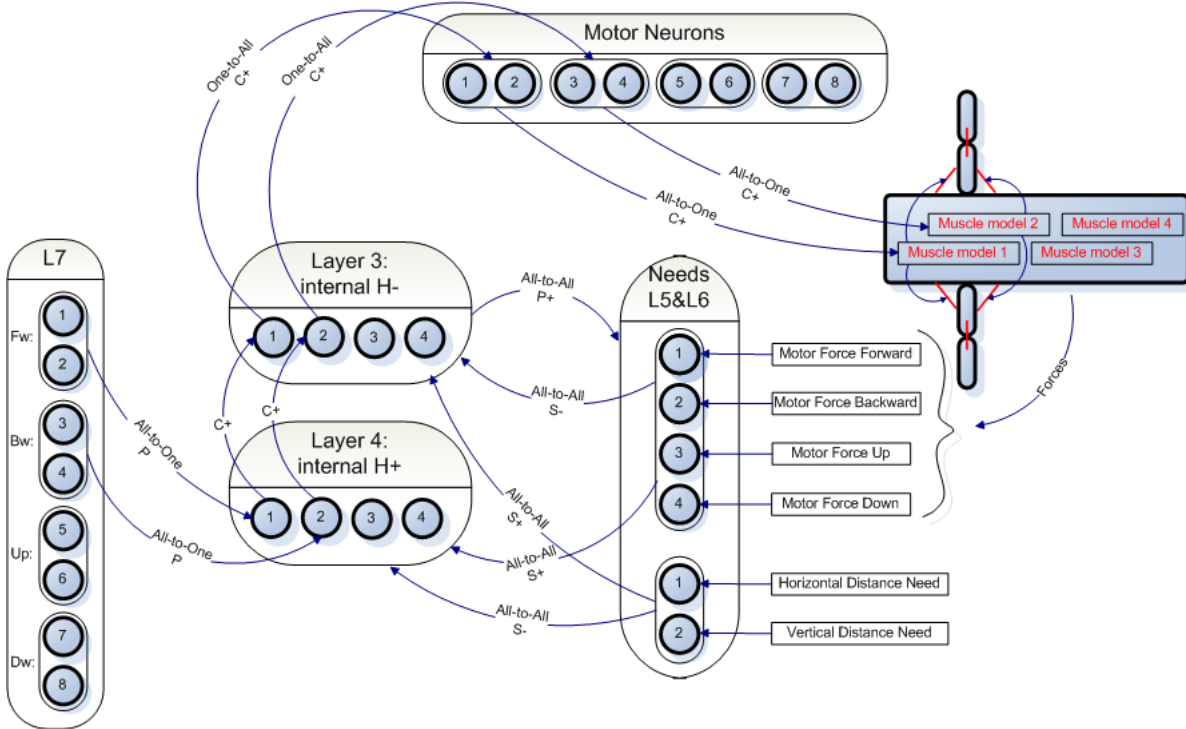 Motor Neurons
1 2 3 4 5 6 7 8
One-to-All
C+
One-to-All
C+
All-to-One
C+
All-to-One
C+
Muscle model 2
Muscle model 4
Muscle model 1
Muscle model 3
Forces
L7
Fw:
1
2
Bw:
3
4
Up:
5
6
Dw:
7
8
All-to-One
P
All-to-One
P
Layer 3:
internal H-
1 2 3 4
C+
C+
Layer 4:
internal H+
1 2 3 4
All-to-All
P+
All-to-All
S-
All-to-All
S+
All-to-All
S+
All-to-All
S-
Needs
L5&L6
1
2
3
4
1
2
Motor Force Forward
Motor Force Backward
Motor Force Up
Motor Force Down
Horizontal Distance Need
Vertical Distance Need